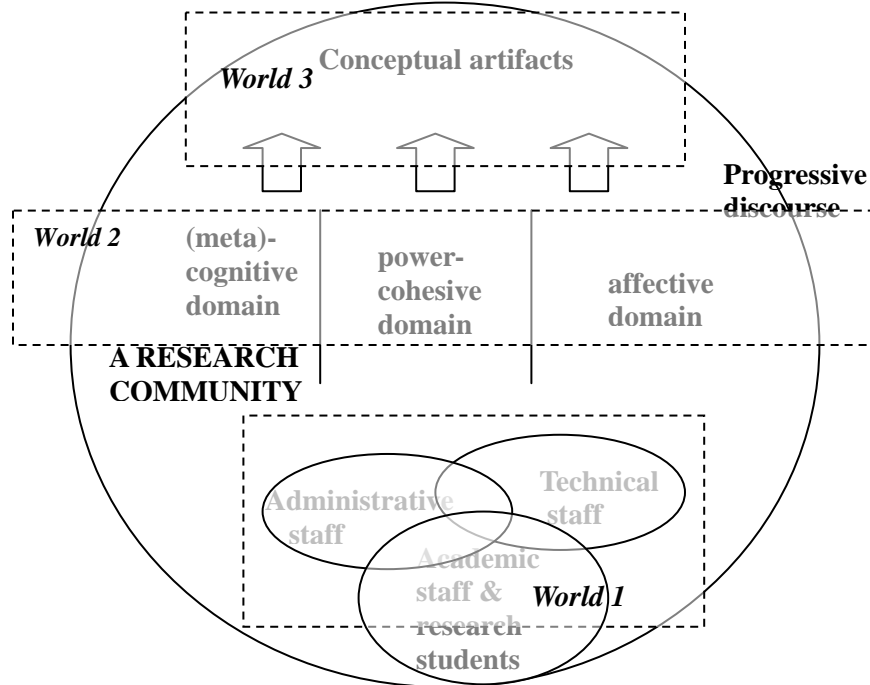 Conceptual artifacts
World 3
Progressive
discourse
World 2
(meta)-
cognitive
domain
power-
cohesive
domain
affective
domain
A RESEARCH
COMMUNITY
Administrative
staff
Technical
staff
Academic
staff &
research
students
World 1